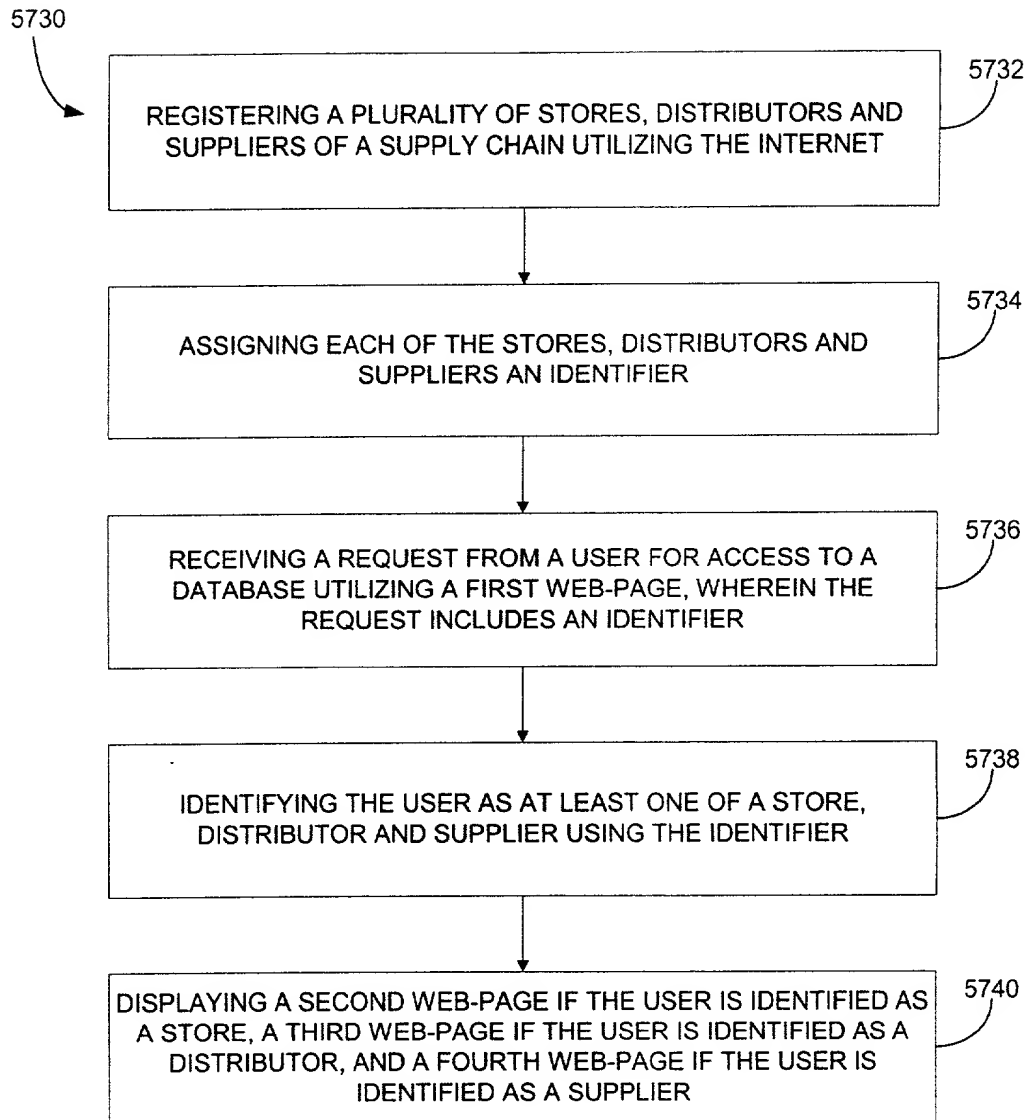 5730
5732
REGISTERING A PLURALITY OF STORES, DISTRIBUTORS AND
SUPPLIERS OF A SUPPLY CHAIN UTILIZING THE INTERNET
5734
ASSIGNING EACH OF THE STORES, DISTRIBUTORS AND
SUPPLIERS AN IDENTIFIER
5736
RECEIVING A REQUEST FROM A USER FOR ACCESS TO A
DATABASE UTILIZING A FIRST WEB-PAGE, WHEREIN THE
REQUEST INCLUDES AN IDENTIFIER
5738
IDENTIFYING THE USER AS AT LEAST ONE OF A STORE,
DISTRIBUTOR AND SUPPLIER USING THE IDENTIFIER
5740
DISPLAYING A SECOND WEB-PAGE IF THE USER IS IDENTIFIED AS
A STORE, A THIRD WEB-PAGE IF THE USER IS IDENTIFIED AS A
DISTRIBUTOR, AND A FOURTH WEB-PAGE IF THE USER IS
IDENTIFIED AS A SUPPLIER